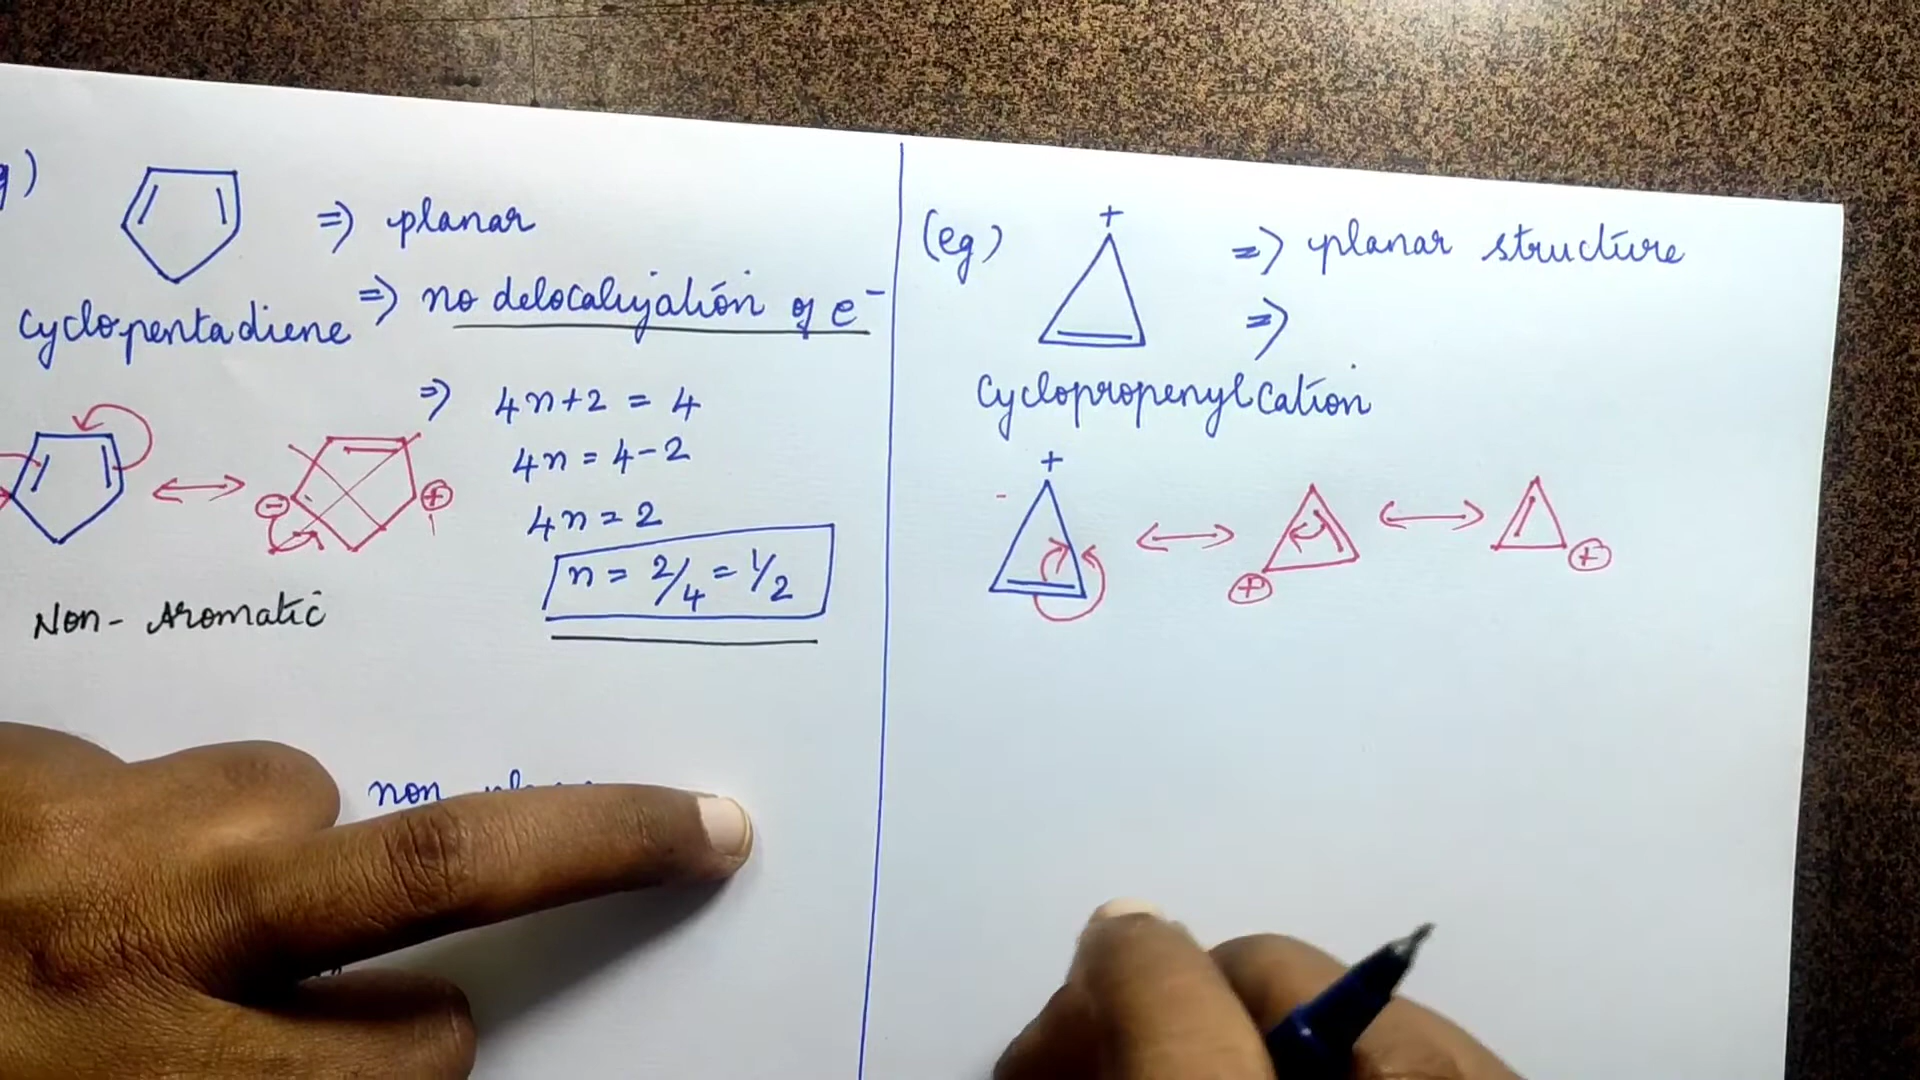 ⇒ planar
⇒ no delocalization of e⁻
cyclopentadiene
⇒ 4n+2 = 4
4n = 4-2
4n = 2
n = 2/4 = 1/2
Non-Aromatic
non
(eg)
+
⇒ planar structure
⇒
Cyclopropenyl Cation
+